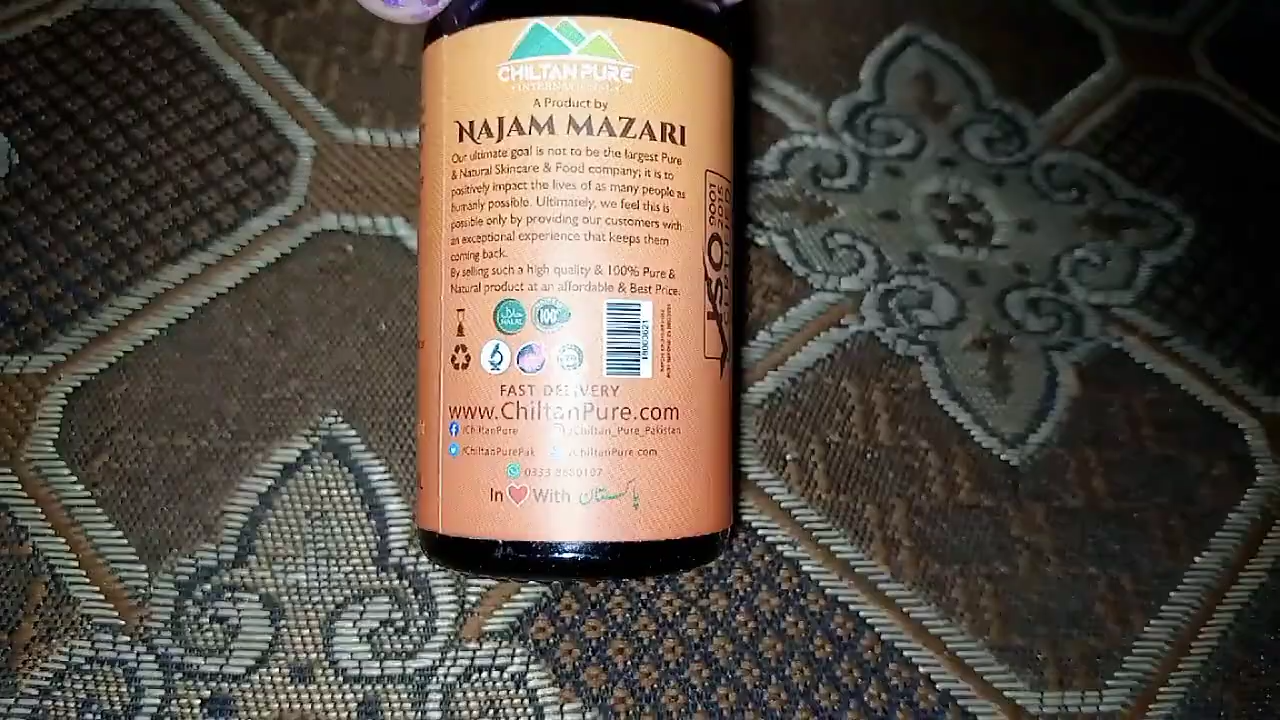 CHILTAN PURE
INTERNATIONAL
A Product by
NAJAM MAZARI
Our ultimate goal is not to be the largest Pure
& Natural Skincare & Food company; it is to
positively impact the lives of as many people as
humanly possible. Ultimately, we feel this is
possible only by providing our customers with
an exceptional experience that keeps them
coming back.
By selling such a high quality & 100% Pure &
Natural product at an affordable & Best Price.
ISO 9001
2015
CERTIFIED
حلال
HALAL
100%
FAST DELIVERY
www.ChiltanPure.com
/ChiltanPure
/Chiltan_Pure_Pakistan
/ChiltanPurePak
/ChiltanPure.com
In With پاکستان